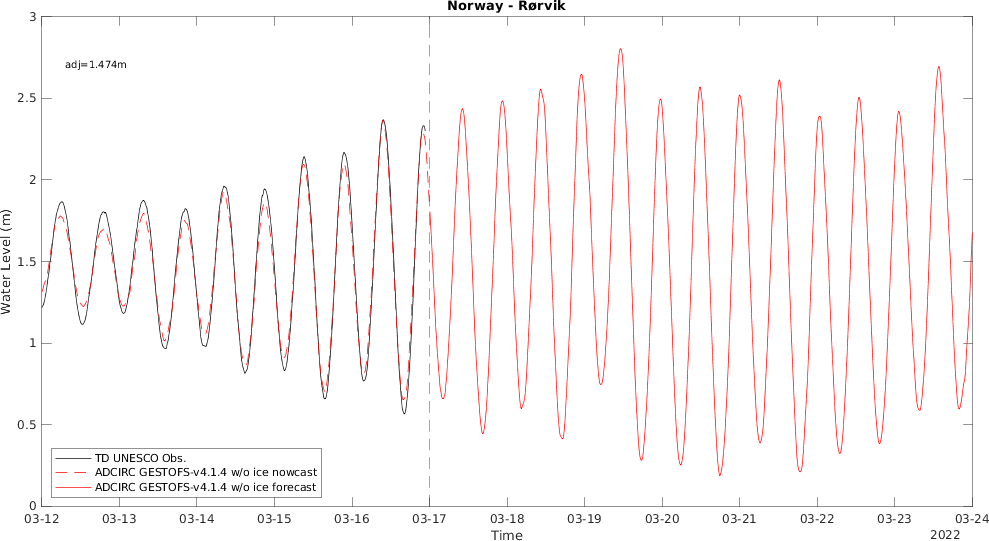 Norway - Rørvik
3
adj=1.474m
2.5
2
1.5
Water Level (m)
1
0.5
TD UNESCO Obs.
ADCIRC GESTOFS-v4.1.4 w/o ice nowcast
ADCIRC GESTOFS-v4.1.4 w/o ice forecast
0
03-12 03-13 03-14 03-15 03-16 03-17 03-18 03-19 03-20 03-21 03-22 03-23 03-24
Time
2022